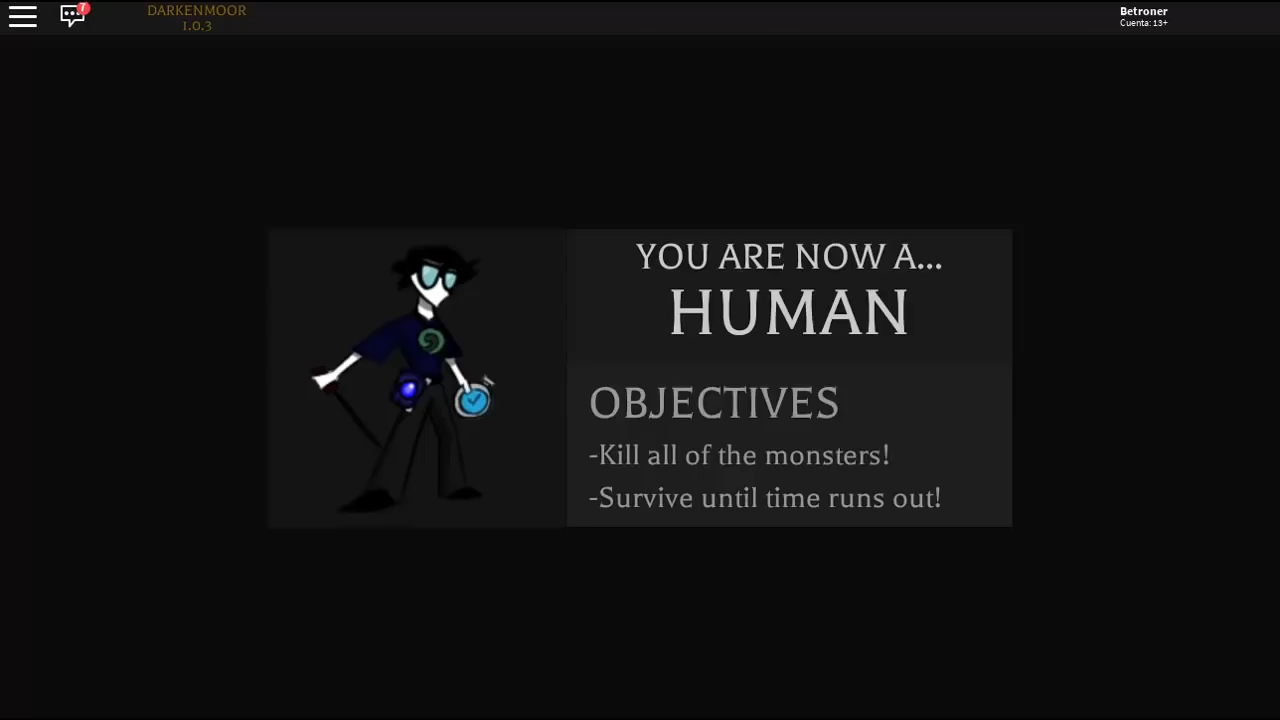 7
DARKENMOOR
1.0.3
Betroner
Cuenta: 13+
YOU ARE NOW A...
HUMAN
OBJECTIVES
-Kill all of the monsters!
-Survive until time runs out!